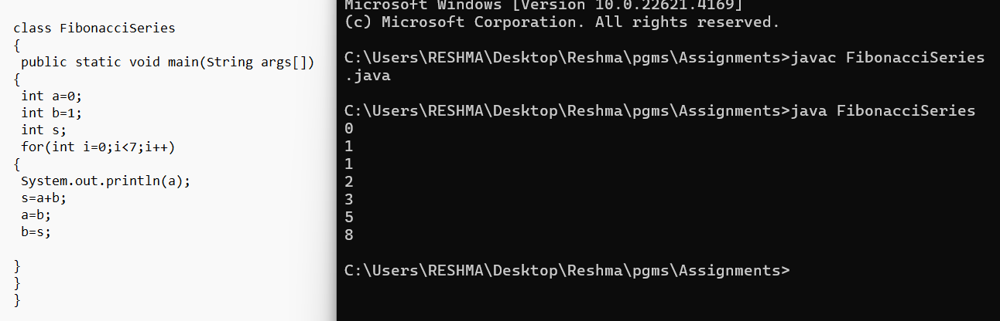 class FibonacciSeries
{
public static void main(String args[])
{
int a=0;
int b=1;
int s;
for(int i=0;i<7;i++)
{
System.out.println(a);
s=a+b;
a=b;
b=s;
}
}
}
Microsoft Windows [Version 10.0.22621.4169]
(c) Microsoft Corporation. All rights reserved.
C:\Users\RESHMA\Desktop\Reshma\pgms\Assignments>javac FibonacciSeries
.java
C:\Users\RESHMA\Desktop\Reshma\pgms\Assignments>java FibonacciSeries
0
1
1
2
3
5
8
C:\Users\RESHMA\Desktop\Reshma\pgms\Assignments>